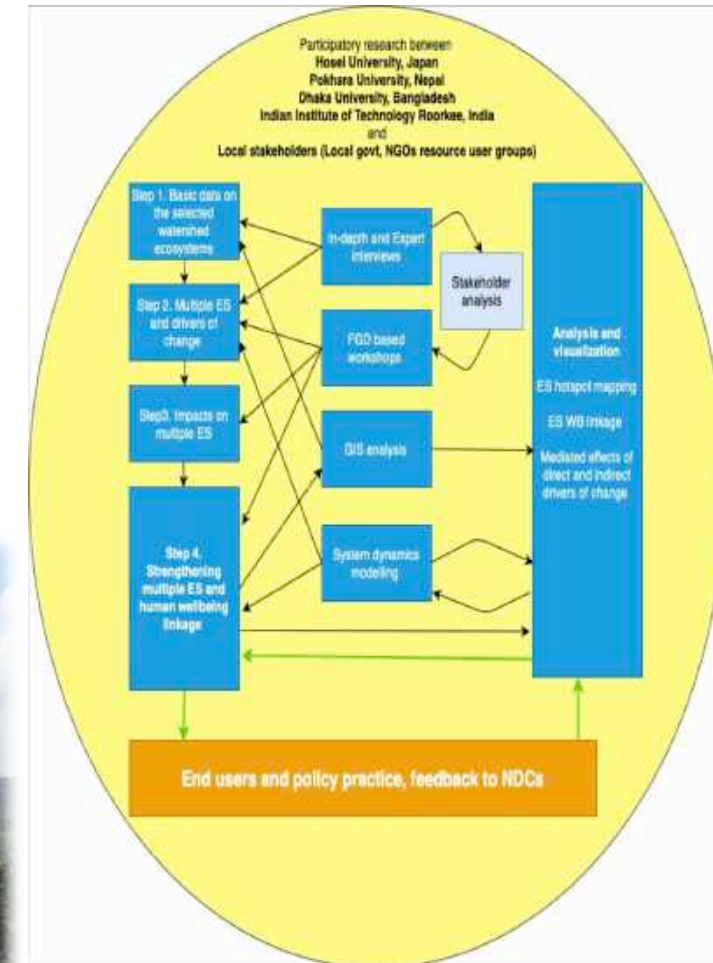 Participatory research between
Hosei University, Japan
Pokhara University, Nepal
Dhaka University, Bangladesh
Indian Institute of Technology Roorkee, India
and
Local stakeholders (Local govt, NGOs resource user groups)
Step 1. Basic data on
the selected
watershed
ecosystems
Step 2. Multiple ES
and drivers of
change
Step3. Impacts on
multiple ES
Step 4.
Strengthening
multiple ES and
human wellbeing
linkage
In-depth and Expert
interviews
Stakeholder
analysis
FGD based
workshops
GIS analysis
System dynamics
modelling
Analysis and
visualization
ES hotspot mapping
ES WB linkage
Mediated effects of
direct and indirect
drivers of change
End users and policy practice, feedback to NDCs